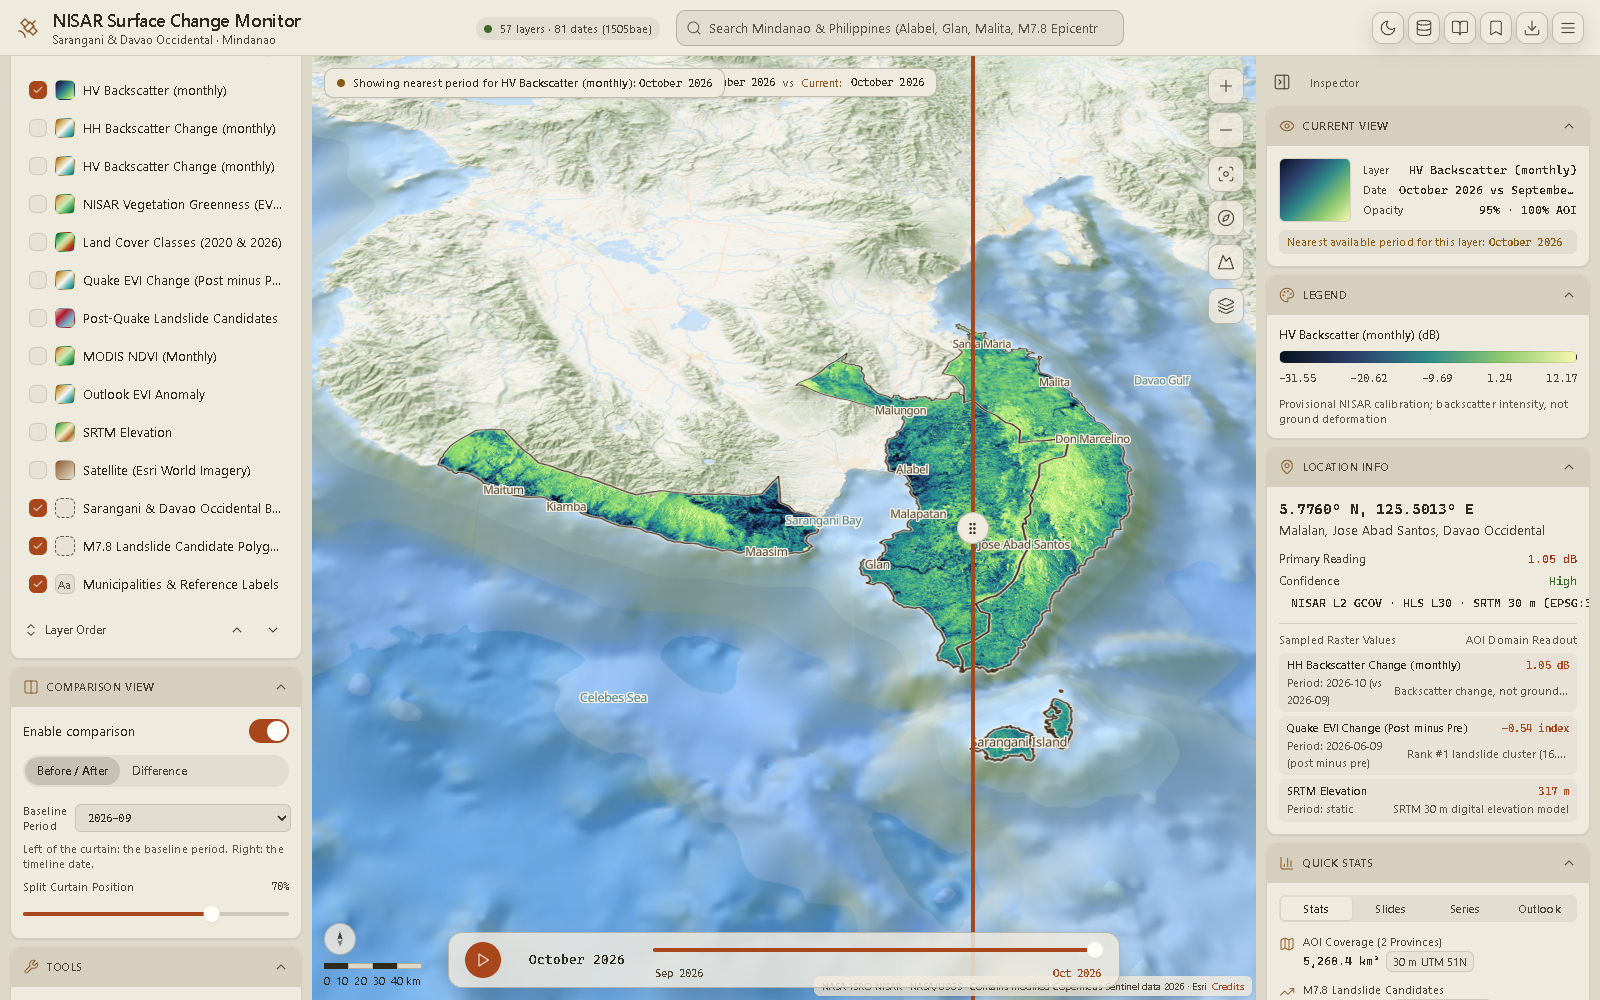 NISAR Surface Change Monitor
Sarangani & Davao Occidental · Mindanao
57 layers · 81 dates (1505bae)
Search Mindanao & Philippines (Alabel, Glan, Malita, M7.8 Epicentr
HV Backscatter (monthly)
HH Backscatter Change (monthly)
HV Backscatter Change (monthly)
NISAR Vegetation Greenness (EV...
Land Cover Classes (2020 & 2026)
Quake EVI Change (Post minus P...
Post-Quake Landslide Candidates
MODIS NDVI (Monthly)
Outlook EVI Anomaly
SRTM Elevation
Satellite (Esri World Imagery)
Sarangani & Davao Occidental B...
M7.8 Landslide Candidate Polyg...
Aa Municipalities & Reference Labels
Layer Order
COMPARISON VIEW
Enable comparison
Before / After Difference
Baseline Period 2026-09
Left of the curtain: the baseline period. Right: the
timeline date.
Split Curtain Position 70%
TOOLS
Showing nearest period for HV Backscatter (monthly): October 2026
ber 2026 vs Current: October 2026
Santa Maria
Malita
Davao Gulf
Malungon
Don Marcelino
Alabel
Maitum
Kiamba
Sarangani Bay
Malapatan
Maasim
Jose Abad Santos
Glan
Celebes Sea
Sarangani Island
0 10 20 30 40 km
October 2026
Sep 2026
Oct 2026
NASA-ISRO NISAR · NASA/USGS · Contains modified Copernicus Sentinel data 2026 · Esri Credits
Inspector
CURRENT VIEW
Layer HV Backscatter (monthly)
Date October 2026 vs Septembe…
Opacity 95% · 100% AOI
Nearest available period for this layer: October 2026
LEGEND
HV Backscatter (monthly) (dB)
-31.55 -20.62 -9.69 1.24 12.17
Provisional NISAR calibration; backscatter intensity, not
ground deformation
LOCATION INFO
5.7760° N, 125.5013° E
Malalan, Jose Abad Santos, Davao Occidental
Primary Reading 1.05 dB
Confidence High
NISAR L2 GCOV · HLS L30 · SRTM 30 m (EPSG:3
Sampled Raster Values AOI Domain Readout
HH Backscatter Change (monthly) 1.05 dB
Period: 2026-10 (vs
2026-09)
Backscatter change, not ground...
Quake EVI Change (Post minus Pre) -0.54 index
Period: 2026-06-09
(post minus pre)
Rank #1 landslide cluster (16....
SRTM Elevation 317 m
Period: static SRTM 30 m digital elevation model
QUICK STATS
Stats Slides Series Outlook
AOI Coverage (2 Provinces)
5,268.4 km² 30 m UTM 51N
M7.8 Landslide Candidates